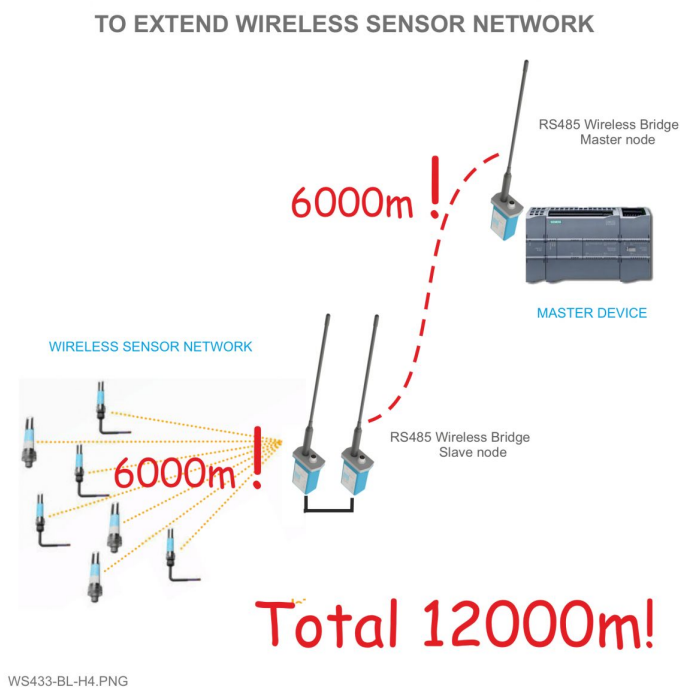 TO EXTEND WIRELESS SENSOR NETWORK
RS485 Wireless Bridge
Master node
6000m !
MASTER DEVICE
WIRELESS SENSOR NETWORK
RS485 Wireless Bridge
Slave node
6000m !
Total 12000m!
WS433-BL-H4.PNG